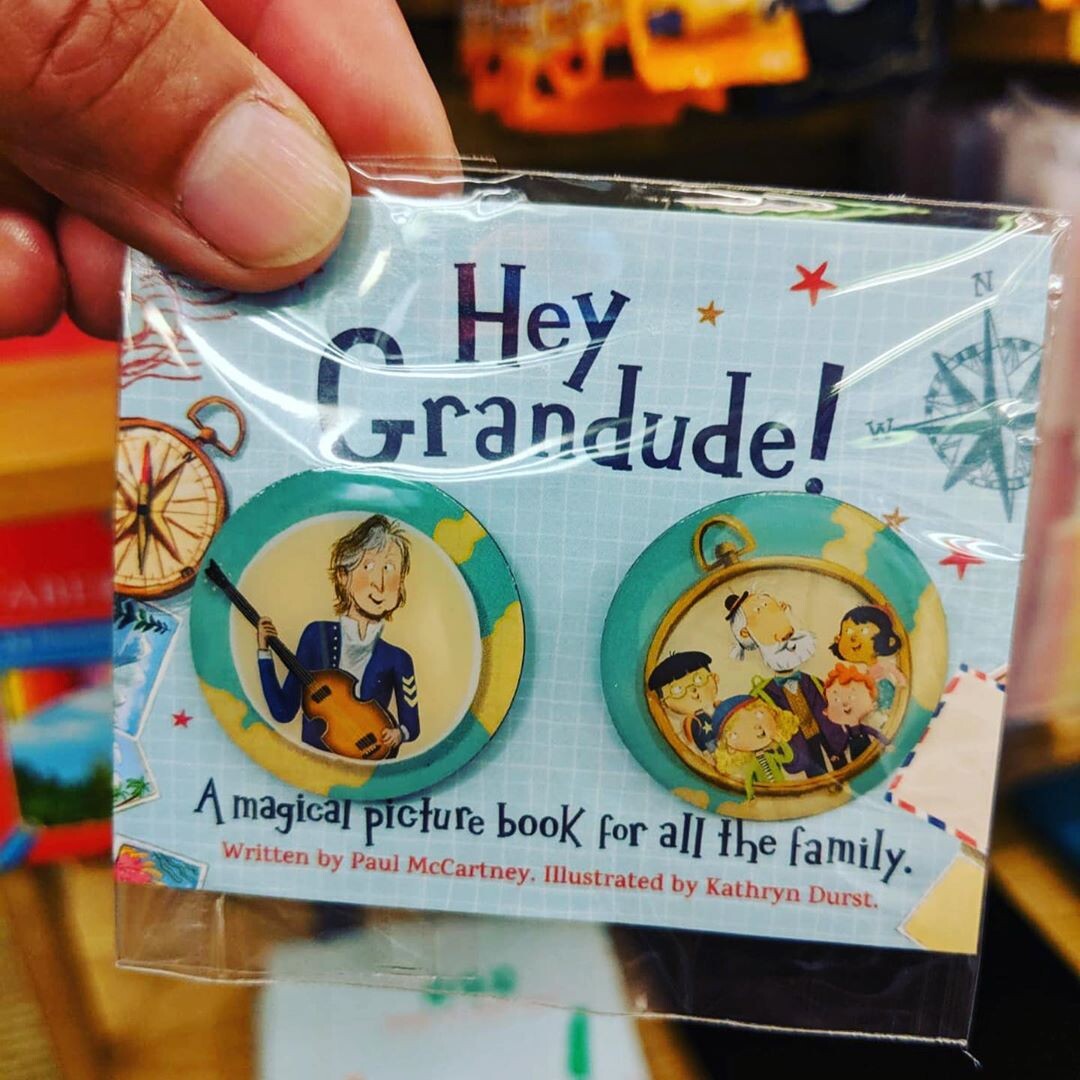 Hey
Grandude!
N
W
N
A magical picture book for all the family.
Written by Paul McCartney. Illustrated by Kathryn Durst.